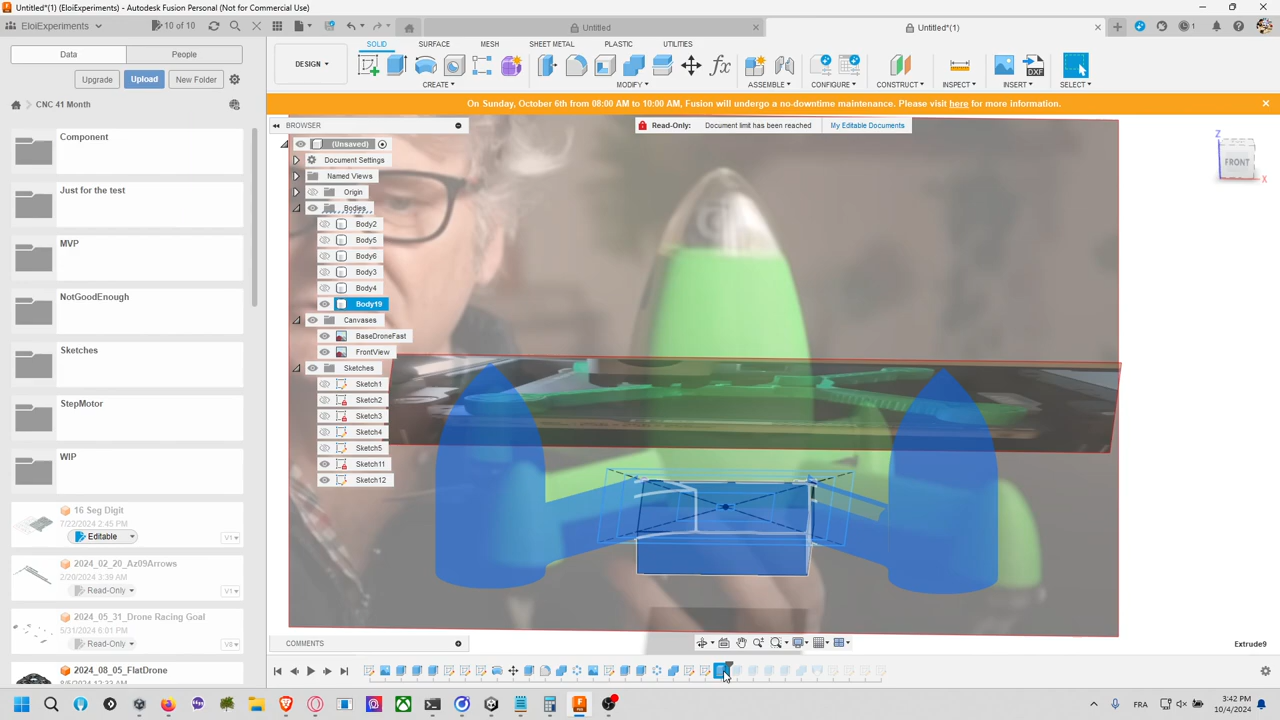 Untitled*(1) - Autodesk Fusion Personal (Not for Commercial Use)
EloiExperiments
10 of 10
Untitled
Untitled*(1)
1
Data
People
Upgrade
Upload
New Folder
CNC 41 Month
Component
Just for the test
MVP
NotGoodEnough
Sketches
StepMotor
WIP
16 Seg Digit
7/22/2024 2:45 PM
Editable
V1
2024_02_20_Az09Arrows
2/20/2024 3:39 AM
Read-Only
V1
2024_05_31_Drone Racing Goal
5/31/2024 6:01 PM
Read-Only
V8
2024_08_05_FlatDrone
DESIGN
SOLID
SURFACE
MESH
SHEET METAL
PLASTIC
UTILITIES
CREATE
MODIFY
ASSEMBLE
CONFIGURE
CONSTRUCT
INSPECT
INSERT
SELECT
DXF
On Sunday, October 6th from 08:00 AM to 10:00 AM, Fusion will undergo a no-downtime maintenance. Please visit here for more information.
BROWSER
Read-Only: Document limit has been reached
My Editable Documents
(Unsaved)
Document Settings
Named Views
Origin
Bodies
Body2
Body5
Body6
Body3
Body4
Body19
Canvases
BaseDroneFast
FrontView
Sketches
Sketch1
Sketch2
Sketch3
Sketch4
Sketch5
Sketch11
Sketch12
Z
FRONT
X
COMMENTS
Extrude9
FRA
3:42 PM
10/4/2024